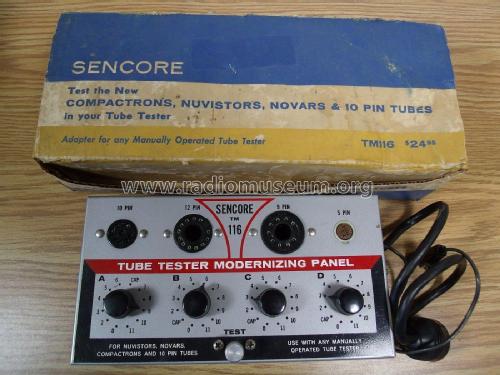 SENCORE
Test the New
COMPACTRONS, NUVISTORS, NOVARS & 10 PIN TUBES
in your Tube Tester
Adapter for any Manually Operated Tube Tester TM116 $24.95
www.radiomuseum.org
10 PIN 12 PIN SENCORE 9 PIN 5 PIN
TM
116
TUBE TESTER MODERNIZING PANEL
A B C D
TEST
FOR NUVISTORS, NOVARS,
COMPACTRONS AND 10 PIN TUBES
USE WITH ANY MANUALLY
OPERATED TUBE TESTER